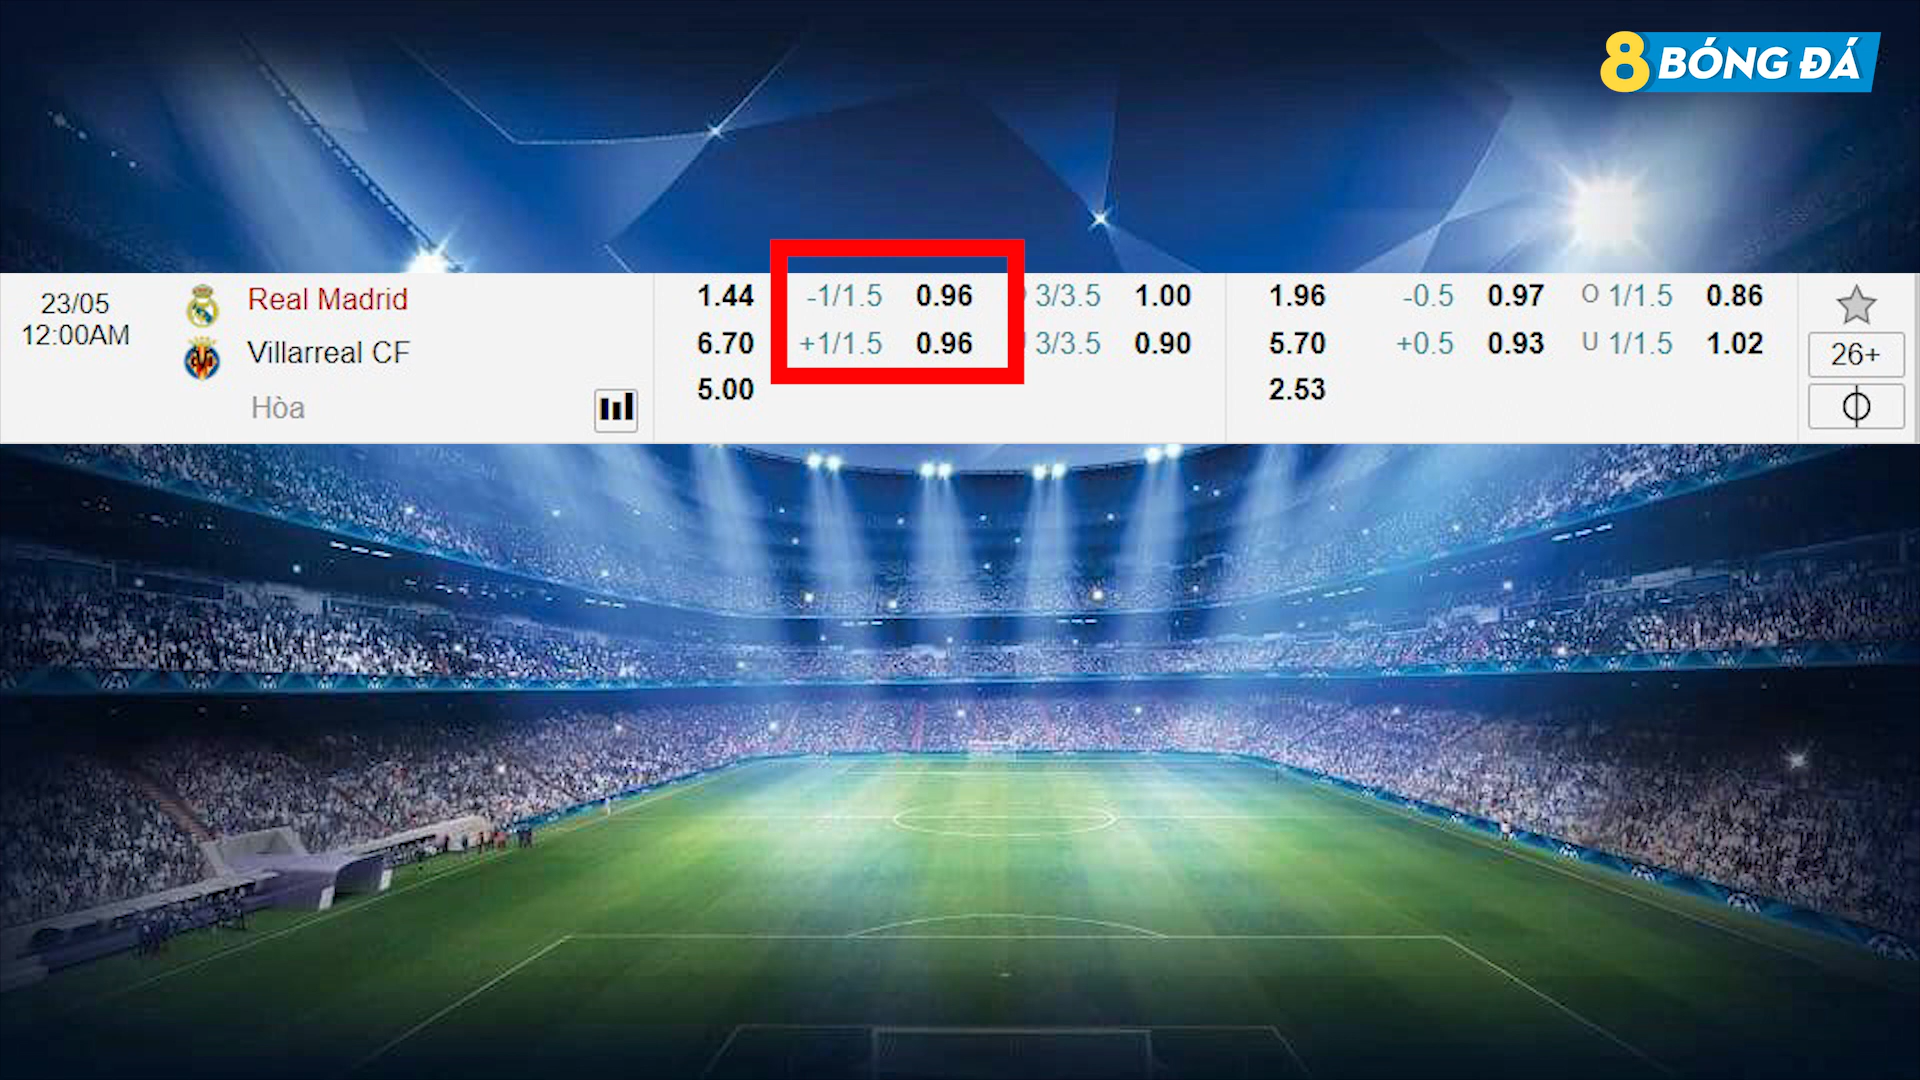 8 BÓNG ĐÁ
23/05
12:00AM
Real Madrid
Villarreal CF
Hòa
1.44 -1/1.5 0.96 3/3.5 1.00 1.96 -0.5 0.97 O 1/1.5 0.86
6.70 +1/1.5 0.96 3/3.5 0.90 5.70 +0.5 0.93 U 1/1.5 1.02
5.00 2.53
26+